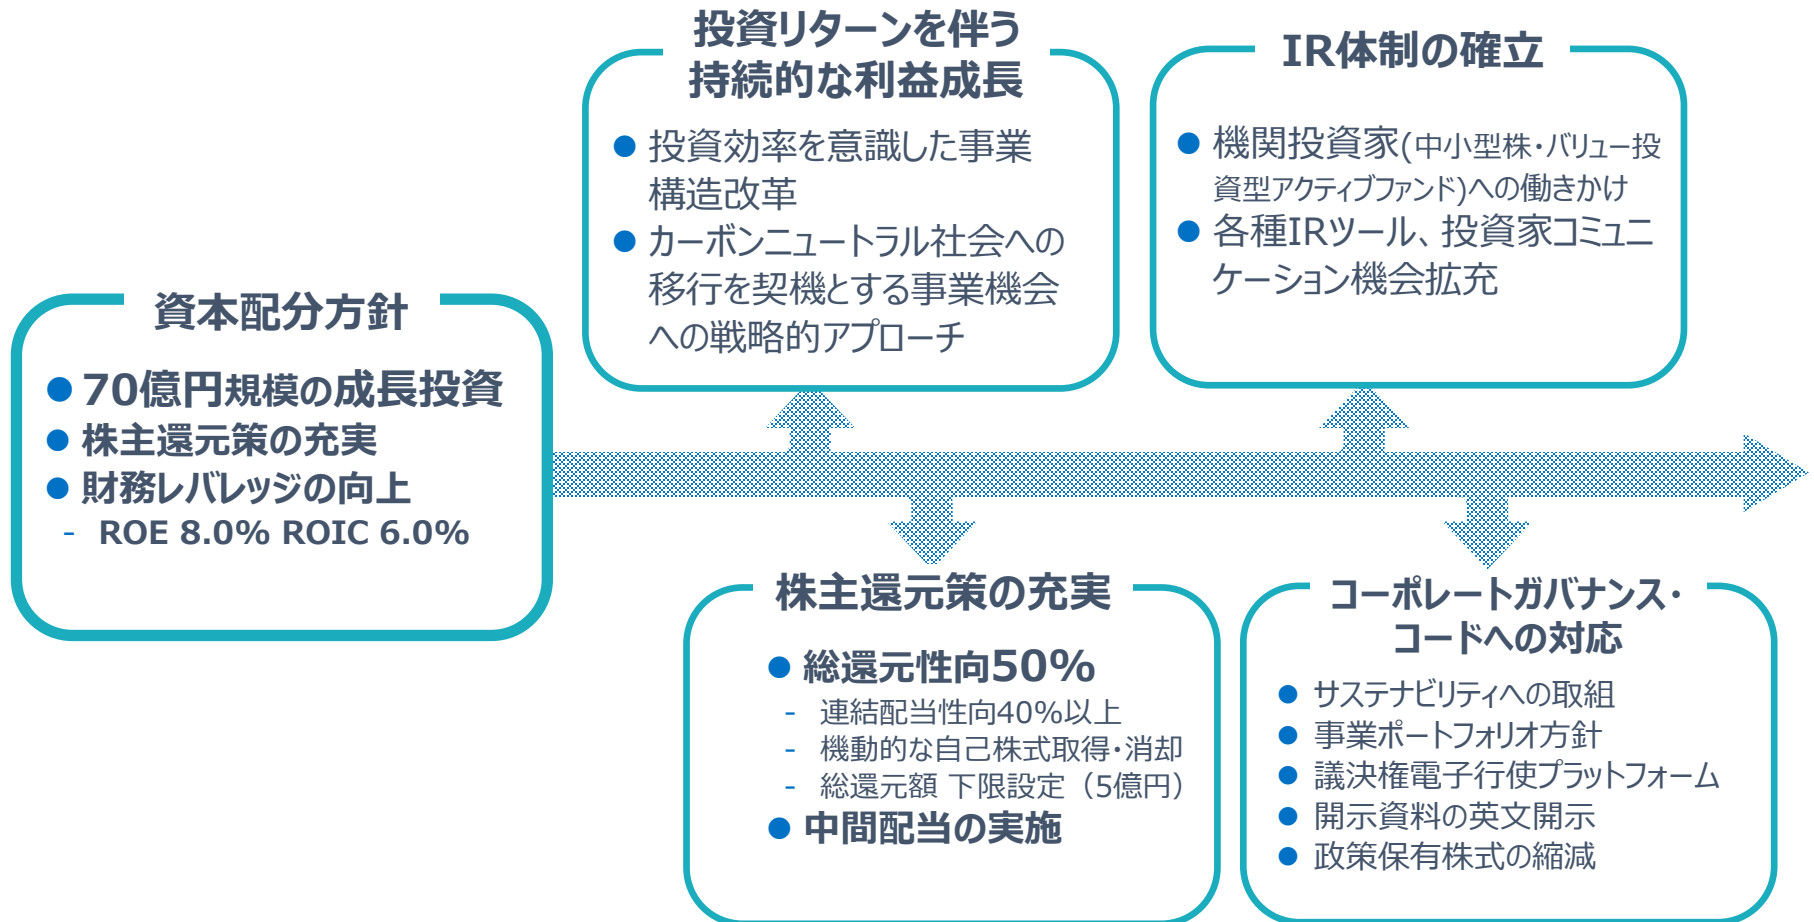 資本配分方針
●70億円規模の成長投資
●株主還元策の充実
●財務レバレッジの向上
- ROE 8.0% ROIC 6.0%
投資リターンを伴う
持続的な利益成長
●投資効率を意識した事業
構造改革
●カーボンニュートラル社会への
移行を契機とする事業機会
への戦略的アプローチ
IR体制の確立
●機関投資家(中小型株・バリュー投
資型アクティブファンド)への働きかけ
●各種IRツール、投資家コミュニ
ケーション機会拡充
株主還元策の充実
●総還元性向50%
- 連結配当性向40%以上
- 機動的な自己株式取得・消却
- 総還元額 下限設定（5億円）
●中間配当の実施
コーポレートガバナンス・
コードへの対応
●サステナビリティへの取組
●事業ポートフォリオ方針
●議決権電子行使プラットフォーム
●開示資料の英文開示
●政策保有株式の縮減